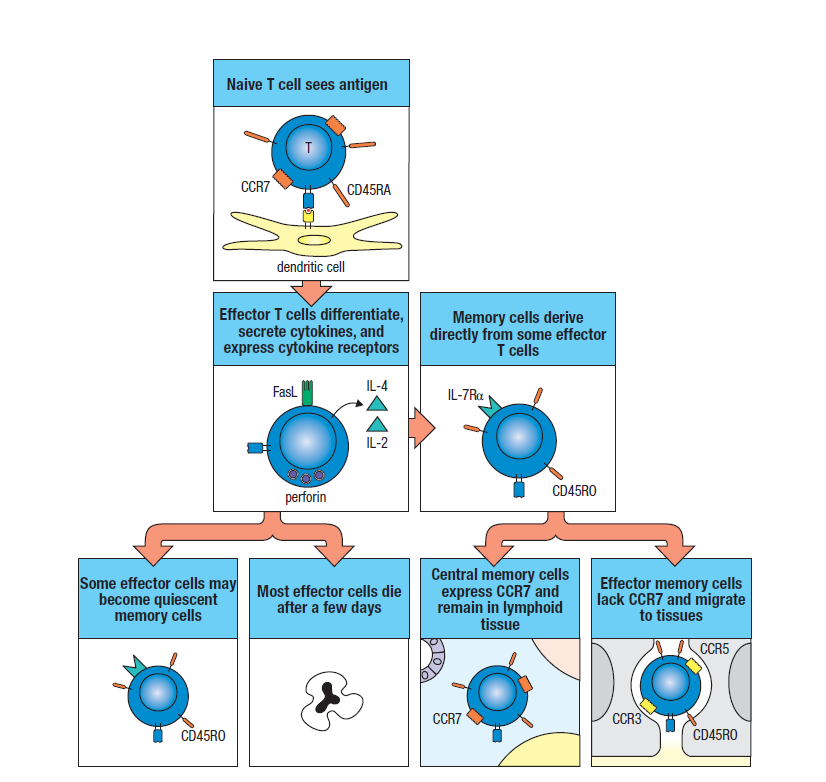 Naive T cell sees antigen
T
CCR7
CD45RA
dendritic cell
Effector T cells differentiate,
secrete cytokines, and
express cytokine receptors
FasL
IL-4
IL-2
perforin
Memory cells derive
directly from some effector
T cells
IL-7Rα
CD45RO
Some effector cells may
become quiescent
memory cells
CD45RO
Most effector cells die
after a few days
Central memory cells
express CCR7 and
remain in lymphoid
tissue
CCR7
Effector memory cells
lack CCR7 and migrate
to tissues
CCR5
CCR3
CD45RO